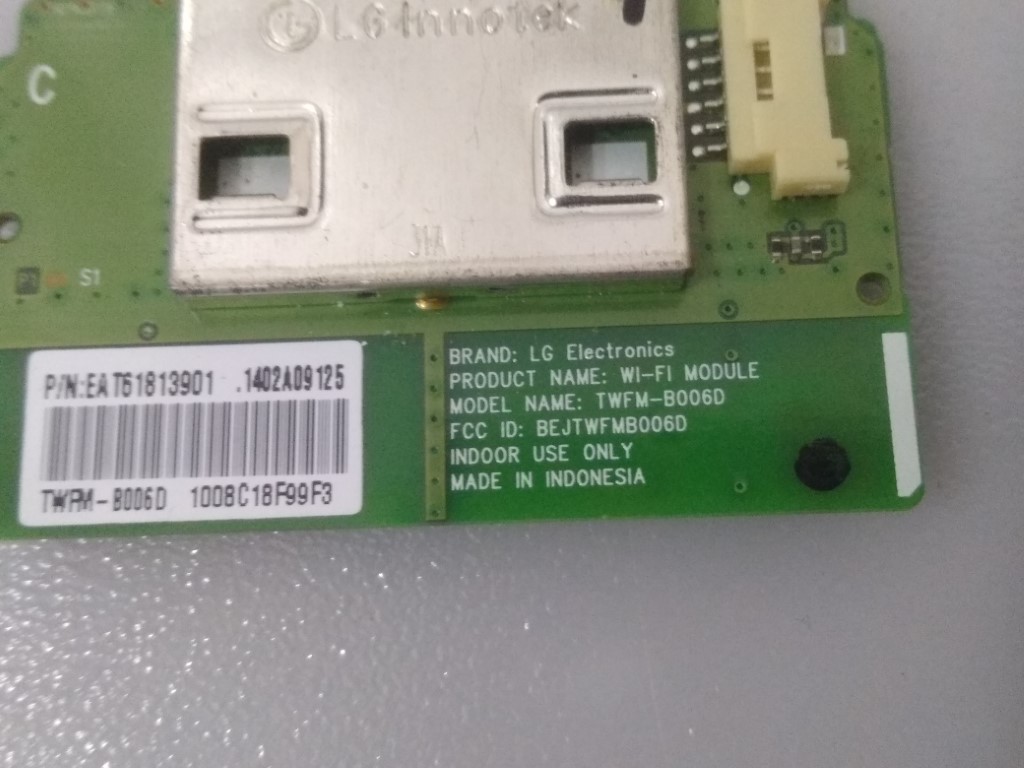 LG Innotek
C
S1
P/N:EAT61813901 .1402A09125
TWFM-B006D 1008C18F99F3
BRAND: LG Electronics
PRODUCT NAME: WI-FI MODULE
MODEL NAME: TWFM-B006D
FCC ID: BEJTWFMB006D
INDOOR USE ONLY
MADE IN INDONESIA